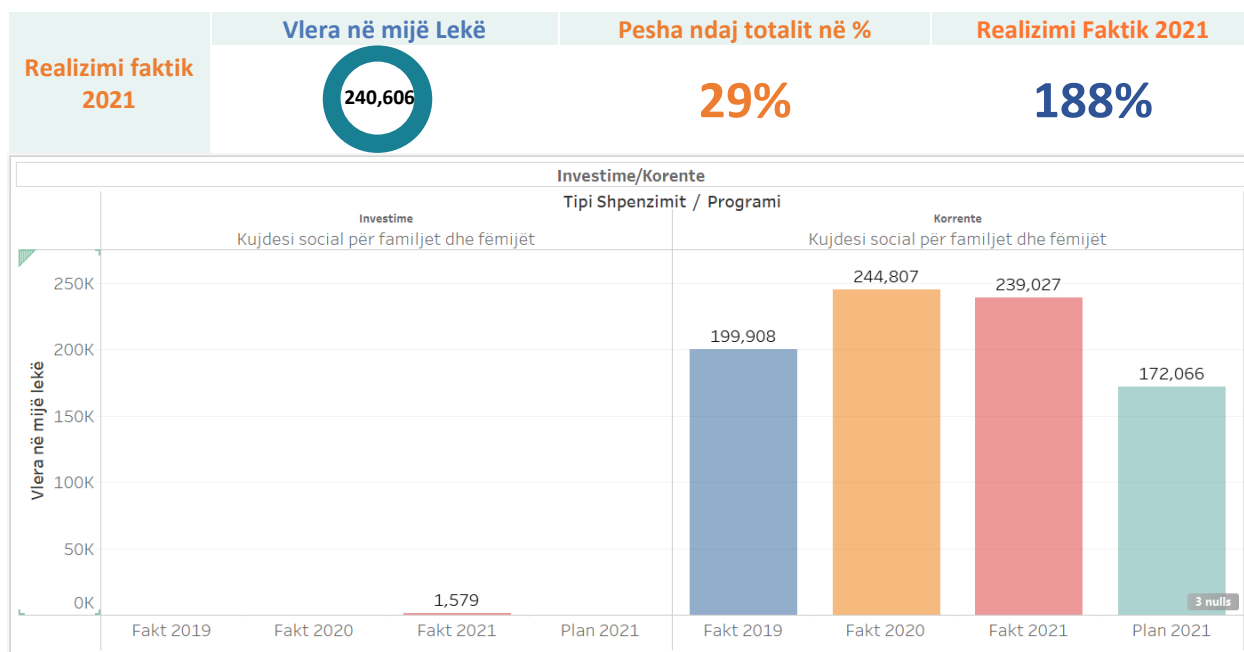 Vlera në mijë Lekë
Pesha ndaj totalit në %
Realizimi Faktik 2021
Realizimi faktik
2021
240,606
29%
188%
Investime/Korente
Tipi Shpenzimit / Programi
Investime
Korrente
Kujdesi social për familjet dhe fëmijët
Kujdesi social për familjet dhe fëmijët
Vlera në mijë lekë
250K
200K
150K
100K
50K
0K
1,579
199,908
244,807
239,027
172,066
3 nulls
Fakt 2019
Fakt 2020
Fakt 2021
Plan 2021
Fakt 2019
Fakt 2020
Fakt 2021
Plan 2021